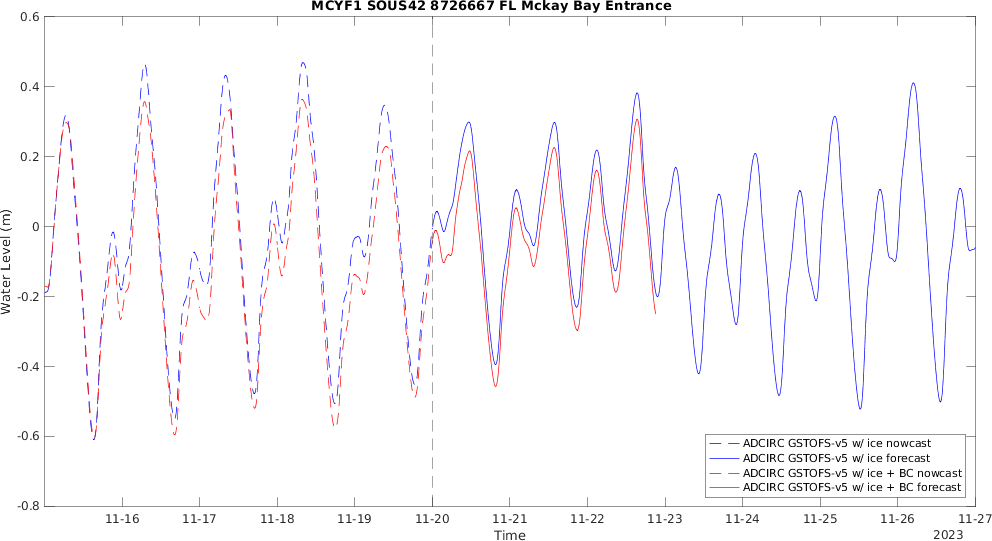 MCYF1 SOUS42 8726667 FL Mckay Bay Entrance
0.6
0.4
0.2
0
-0.2
-0.4
-0.6
-0.8
Water Level (m)
ADCIRC GSTOFS-v5 w/ ice nowcast
ADCIRC GSTOFS-v5 w/ ice forecast
ADCIRC GSTOFS-v5 w/ ice + BC nowcast
ADCIRC GSTOFS-v5 w/ ice + BC forecast
11-16 11-17 11-18 11-19 11-20 11-21 11-22 11-23 11-24 11-25 11-26 11-27
Time
2023